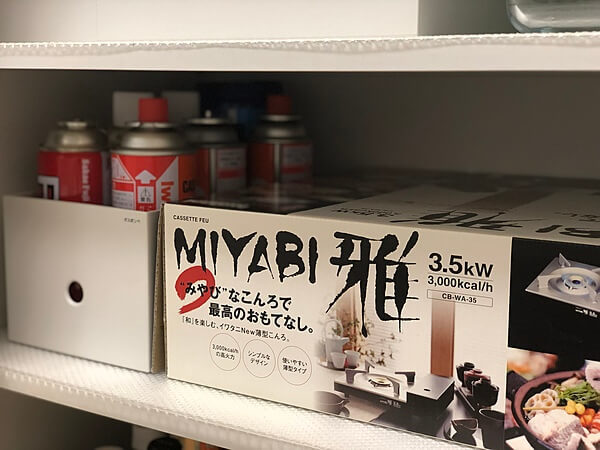 CASSETTE FEU
MIYABI 雅
3.5kW
3,000kcal/h
CB-WA-35
"みやび"なこんろで
最高のおもてなし。
「和」を楽しむ、イワタニNew薄型こんろ。
3,000kcal/h
の高火力
シンプルな
デザイン
使いやすい
薄型タイプ